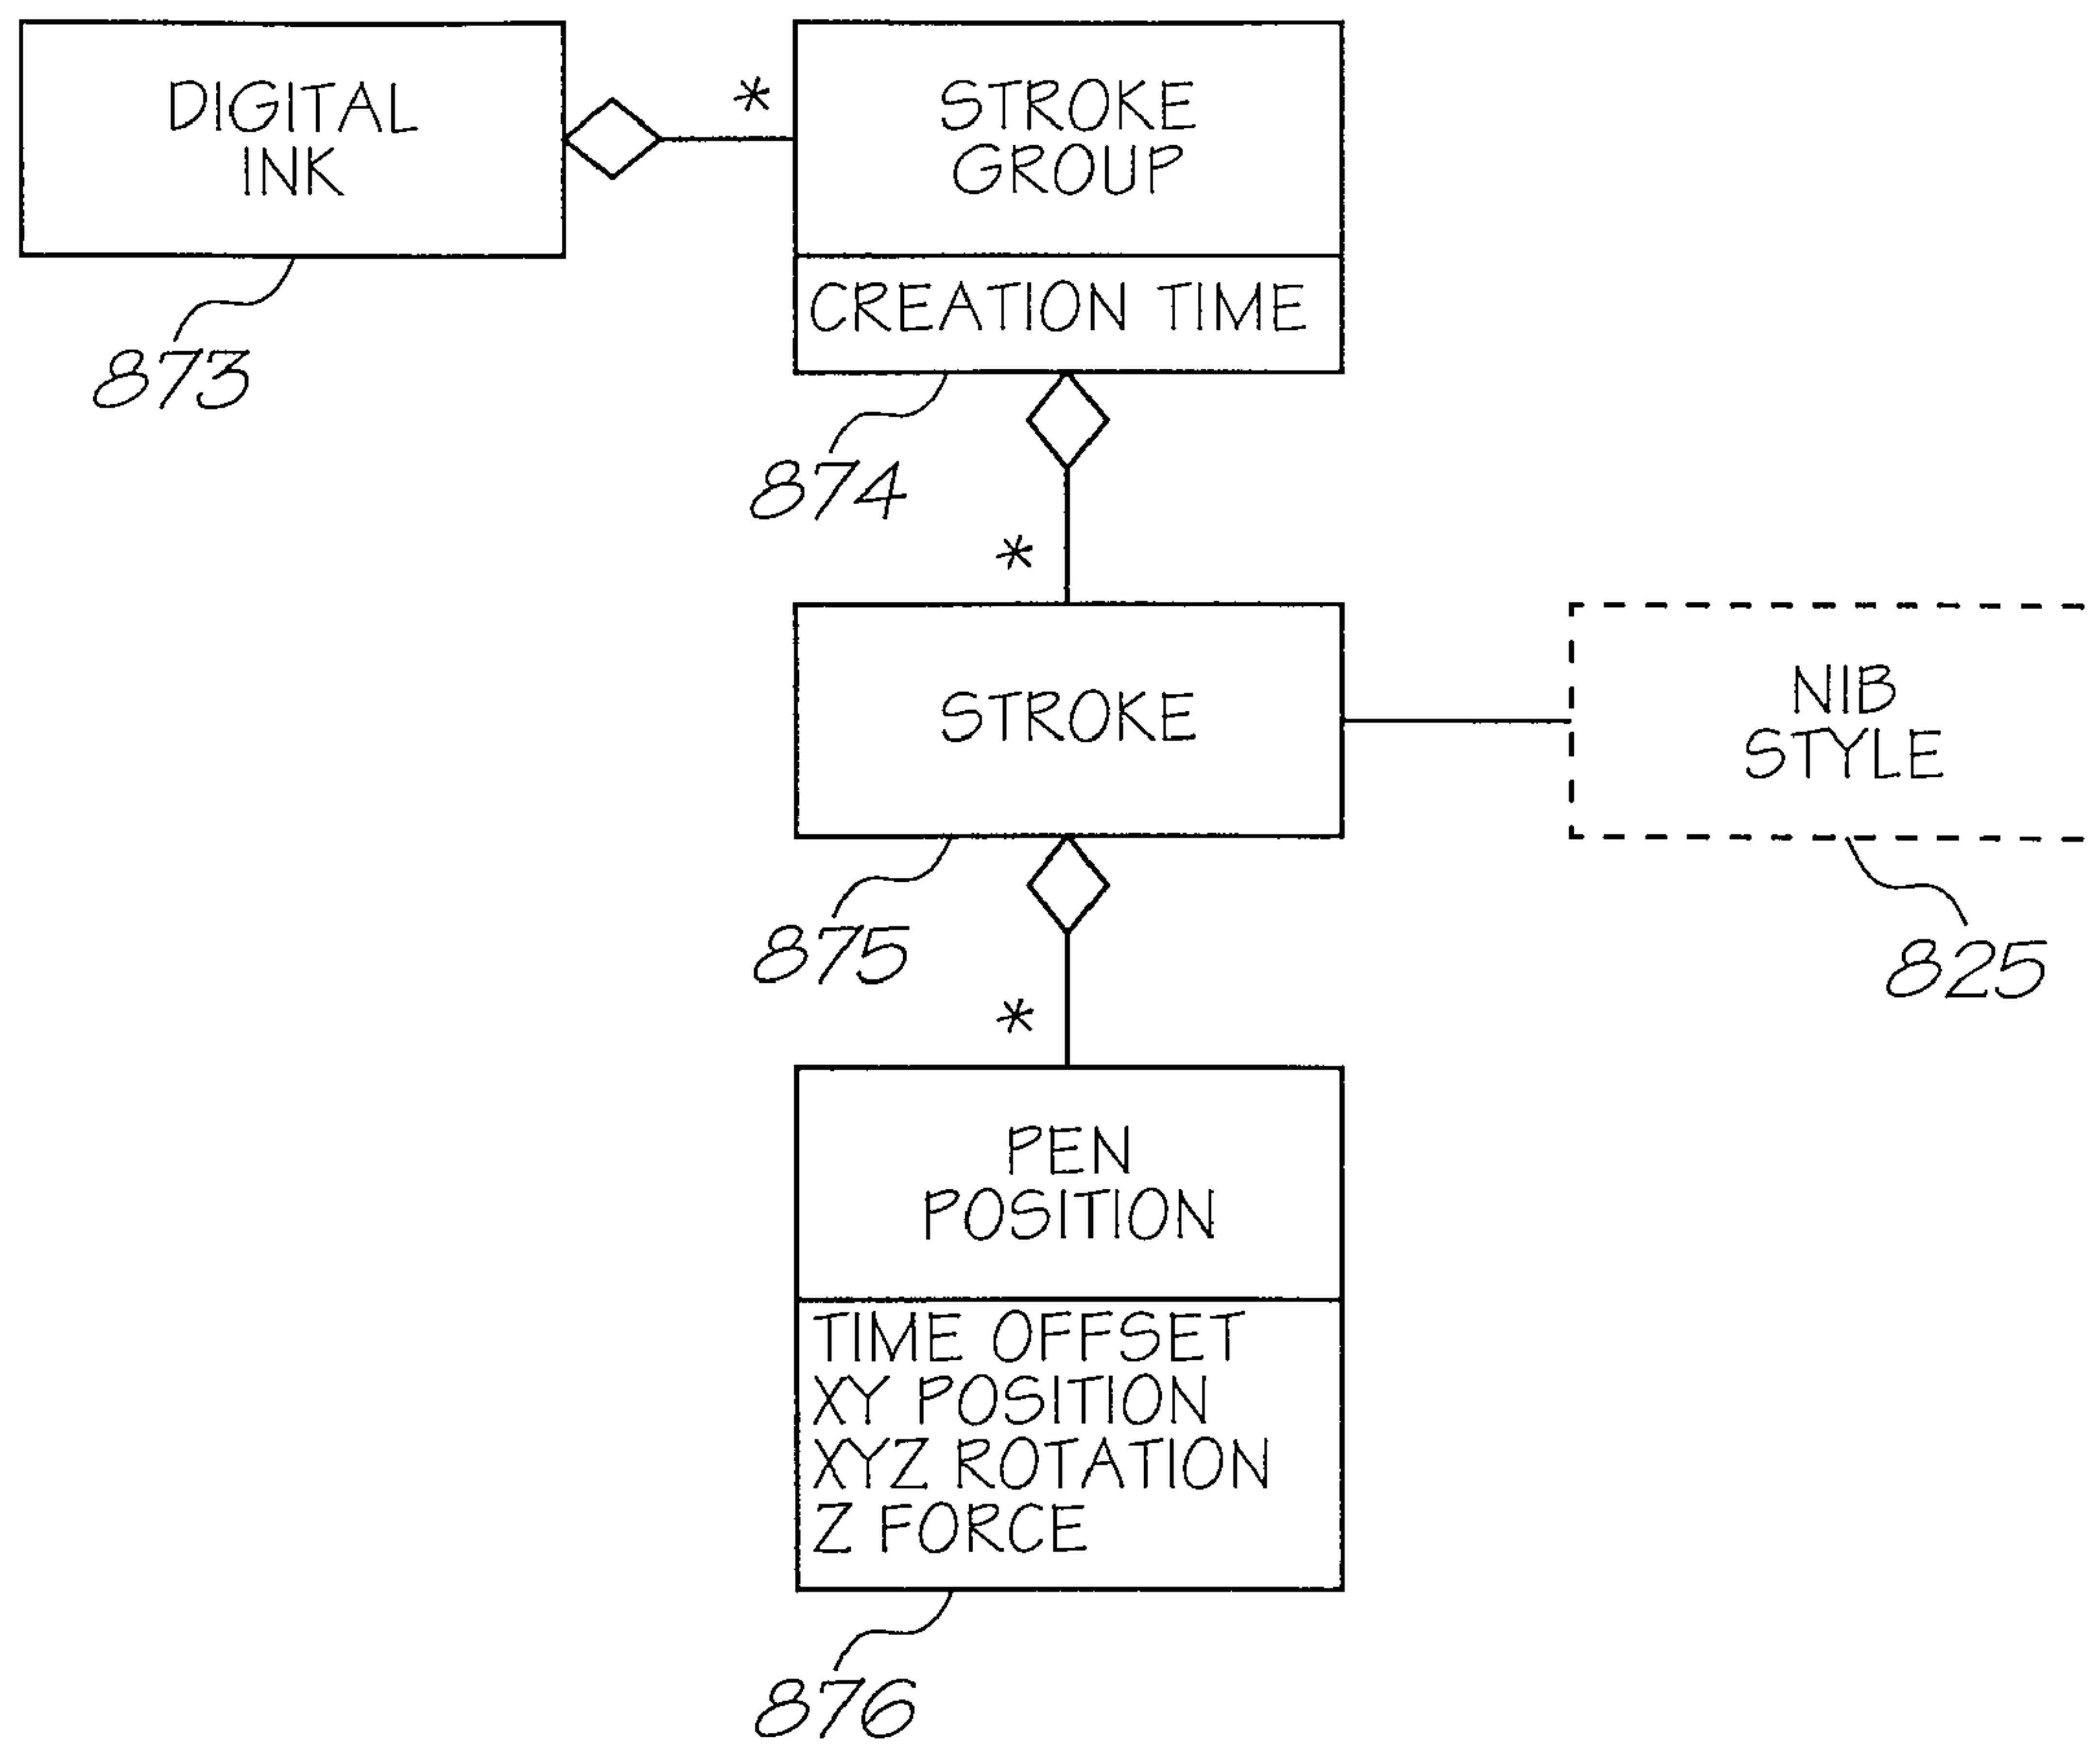 DIGITAL
INK
*
STROKE
GROUP
CREATION TIME
873
874
*
STROKE
NIB
STYLE
875
825
*
PEN
POSITION
TIME OFFSET
XY POSITION
XYZ ROTATION
Z FORCE
876